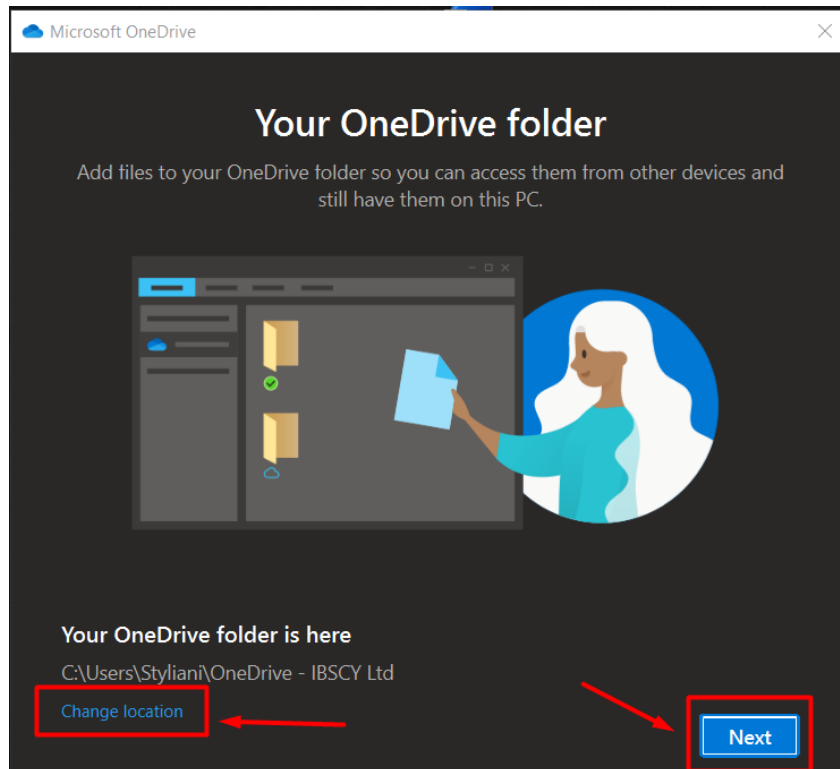 Microsoft OneDrive
Your OneDrive folder
Add files to your OneDrive folder so you can access them from other devices and
still have them on this PC.
Your OneDrive folder is here
C:\Users\Styliani\OneDrive - IBSCY Ltd
Change location
Next